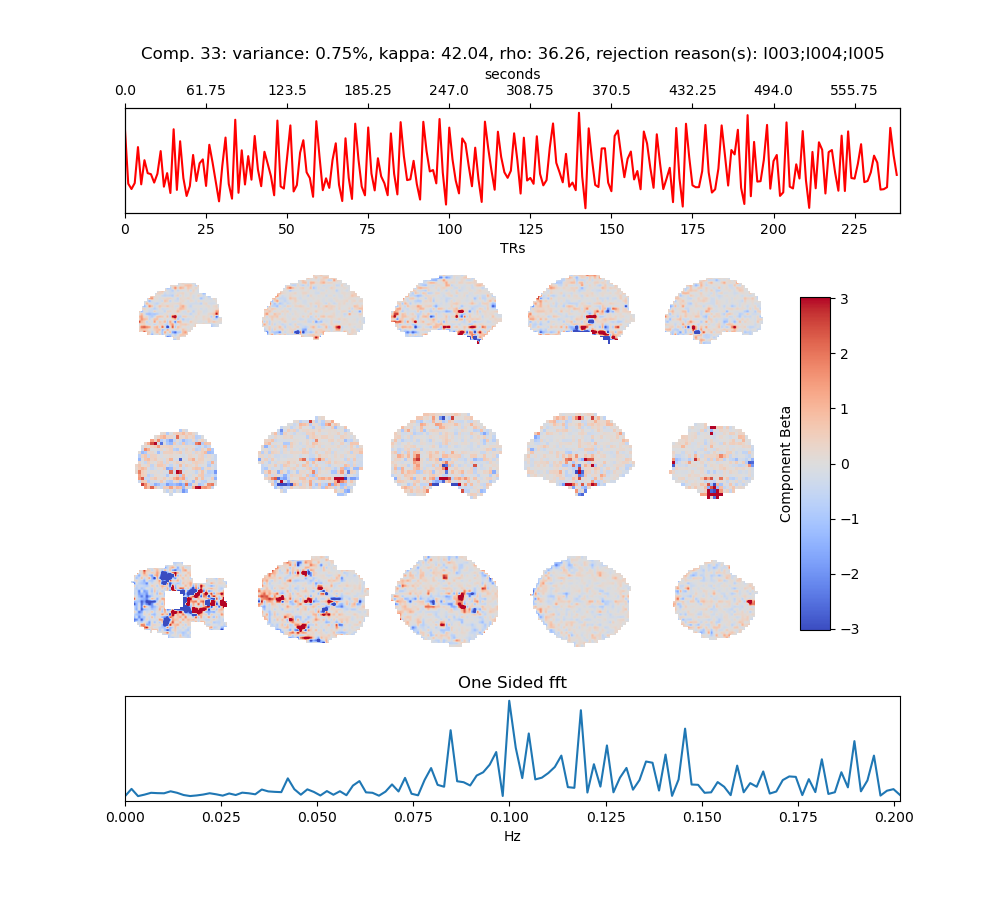 Comp. 33: variance: 0.75%, kappa: 42.04, rho: 36.26, rejection reason(s): I003;I004;I005
seconds
0.0 61.75 123.5 185.25 247.0 308.75 370.5 432.25 494.0 555.75
0 25 50 75 100 125 150 175 200 225
TRs
3
2
1
0
−1
−2
−3
Component Beta
One Sided fft
0.000 0.025 0.050 0.075 0.100 0.125 0.150 0.175 0.200
Hz